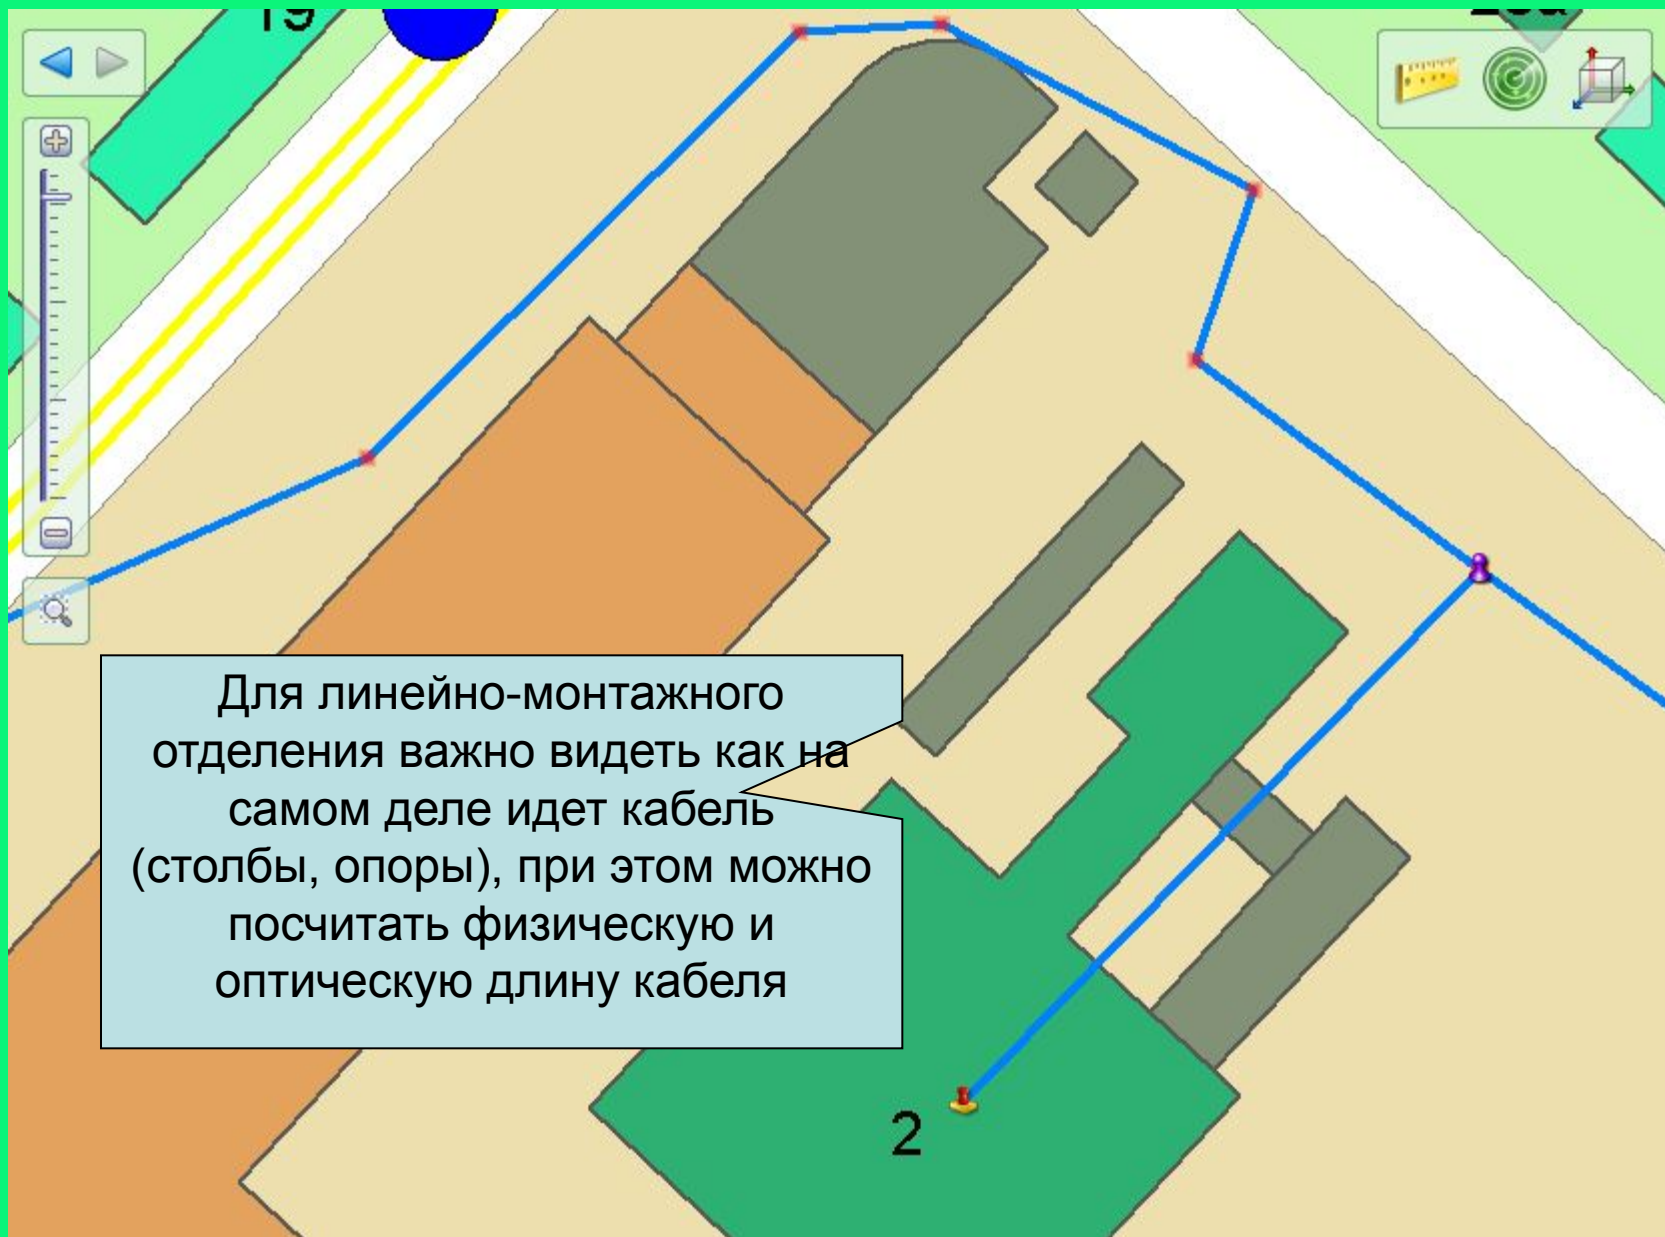 19
Для линейно-монтажного
отделения важно видеть как на
самом деле идет кабель
(столбы, опоры), при этом можно
посчитать физическую и
оптическую длину кабеля
2